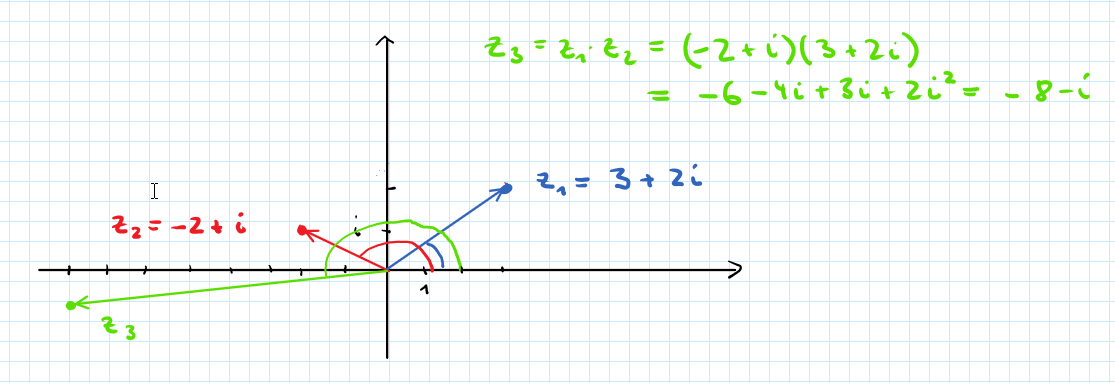 z₃ = z₁ · z₂ = (-2 + i)(3 + 2i)
= -6 - 4i + 3i + 2i² = - 8 - i
z₁ = 3 + 2i
z₂ = -2 + i
i
1
z₃